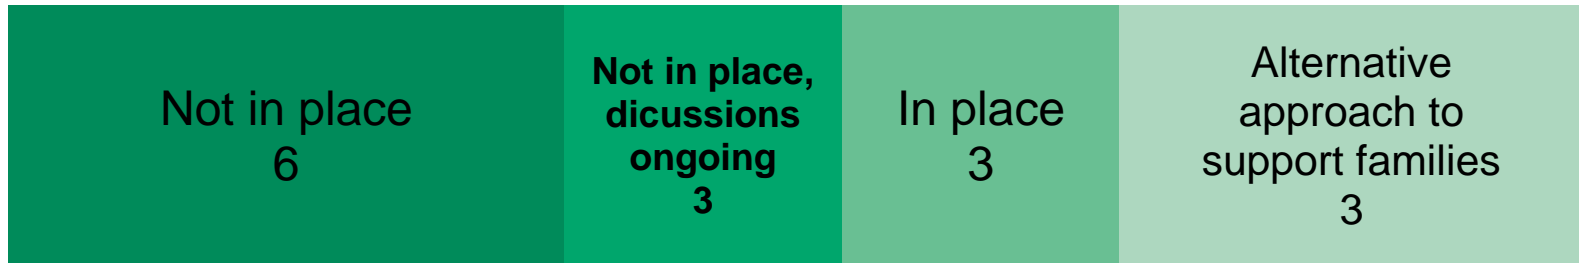 Not in place
6
Not in place,
dicussions
ongoing
3
In place
3
Alternative
approach to
support families
3